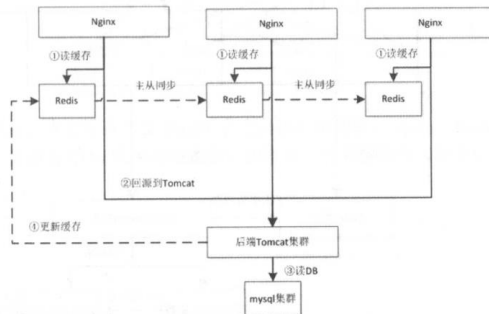 Nginx
Nginx
Nginx
①读缓存
①读缓存
①读缓存
Redis
主从同步
Redis
主从同步
Redis
②回源到Tomcat
④更新缓存
后端Tomcat集群
③读DB
mysql集群